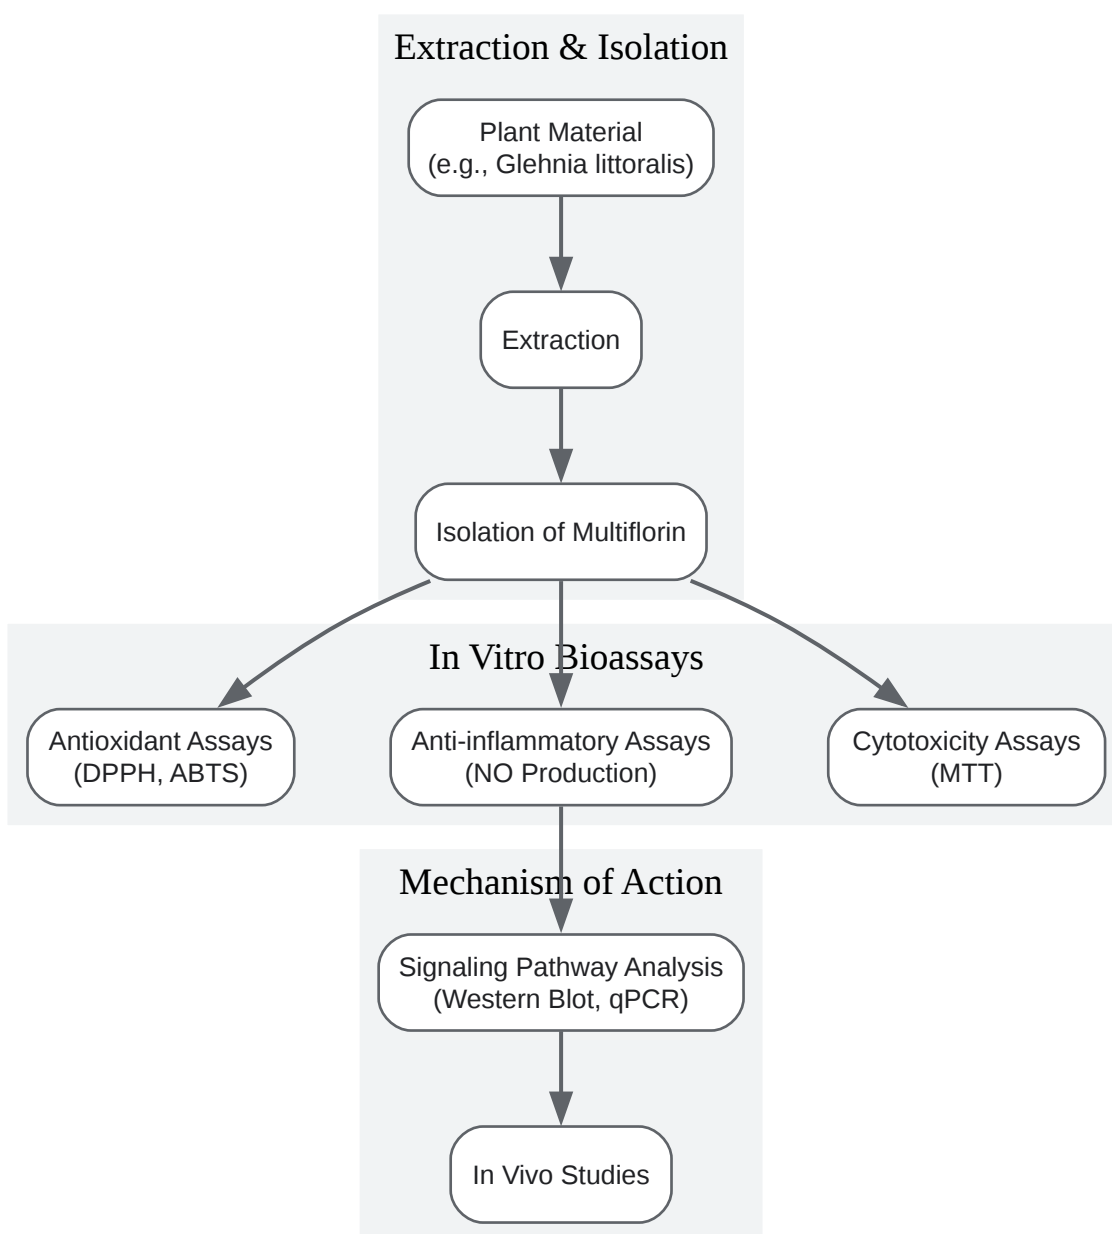 Extraction & Isolation
Plant Material
(e.g., Glehnia littoralis)
Extraction
Isolation of Multiflorin
In Vitro Bioassays
Antioxidant Assays
(DPPH, ABTS)
Anti-inflammatory Assays
(NO Production)
Cytotoxicity Assays
(MTT)
Mechanism of Action
Signaling Pathway Analysis
(Western Blot, qPCR)
In Vivo Studies